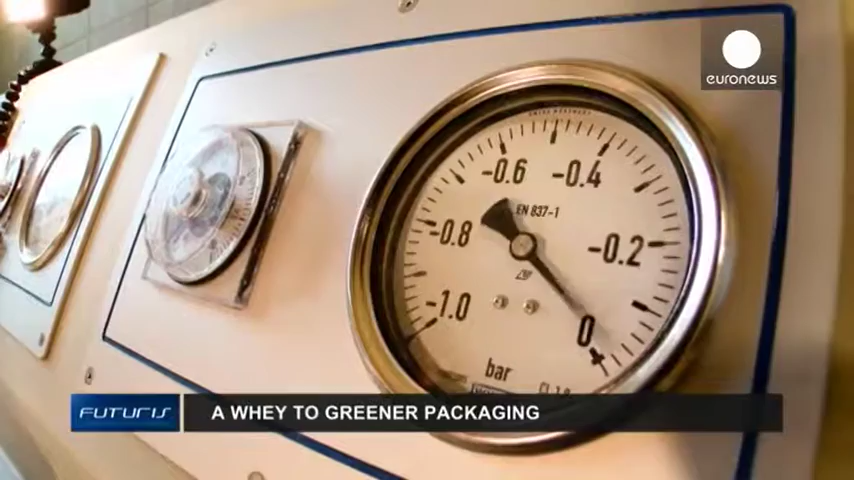 euronews
-0.6
-0.4
EN 837-1
-0.8
-0.2
-1.0
0
bar
FUTURIS
A WHEY TO GREENER PACKAGING